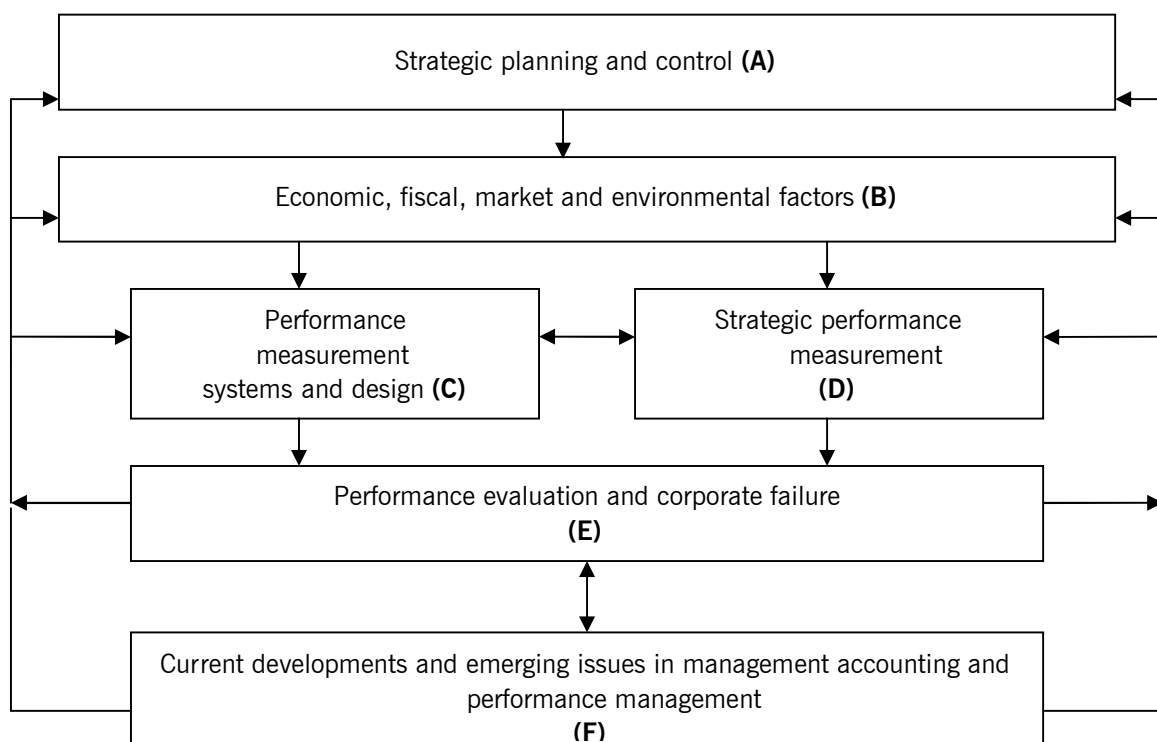 Strategic planning and control (A)
Economic, fiscal, market and environmental factors (B)
Performance
measurement
systems and design (C)
Strategic performance
measurement
(D)
Performance evaluation and corporate failure
(E)
Current developments and emerging issues in management accounting and
performance management
(F)